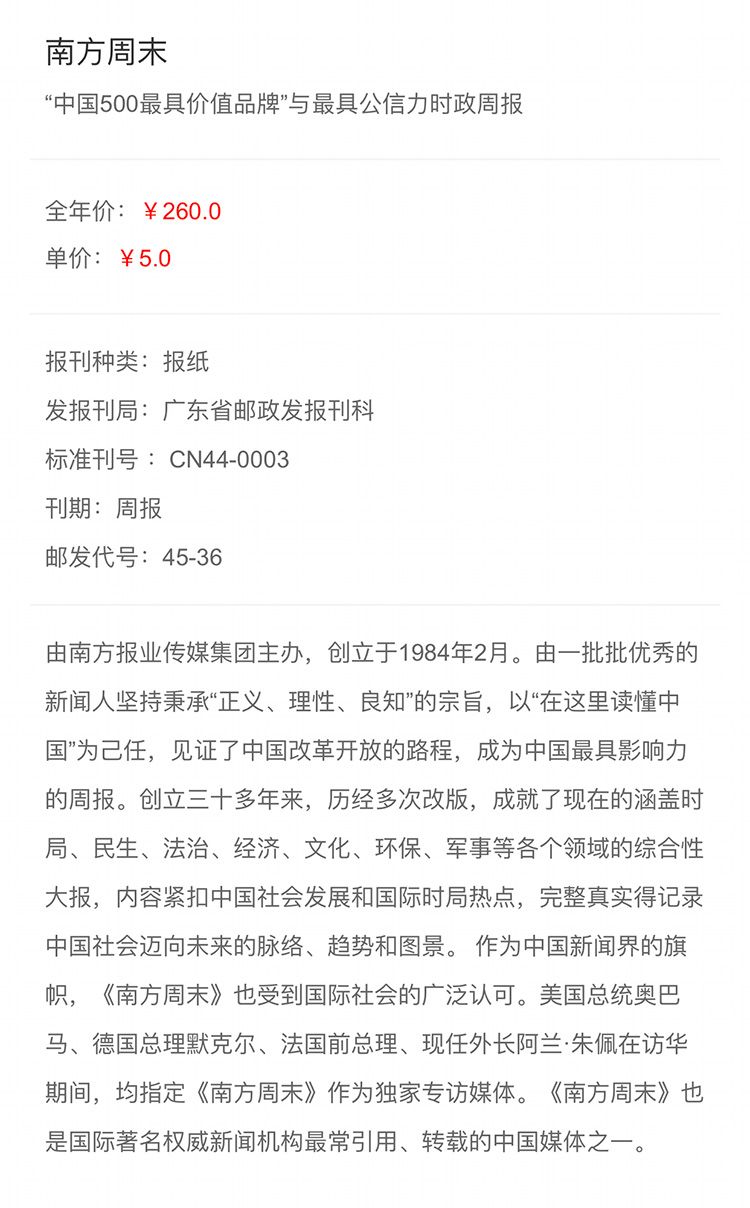 南方周末
“中国500最具价值品牌”与最具公信力时政周报
全年价：￥260.0
单价：￥5.0
报刊种类：报纸
发报刊局：广东省邮政发报刊科
标准刊号 ：CN44-0003
刊期：周报
邮发代号：45-36
由南方报业传媒集团主办，创立于1984年2月。由一批批优秀的
新闻人坚持秉承“正义、理性、良知”的宗旨，以“在这里读懂中
国”为己任，见证了中国改革开放的路程，成为中国最具影响力
的周报。创立三十多年来，历经多次改版，成就了现在的涵盖时
局、民生、法治、经济、文化、环保、军事等各个领域的综合性
大报，内容紧扣中国社会发展和国际时局热点，完整真实得记录
中国社会迈向未来的脉络、趋势和图景。 作为中国新闻界的旗
帜，《南方周末》也受到国际社会的广泛认可。美国总统奥巴
马、德国总理默克尔、法国前总理、现任外长阿兰·朱佩在访华
期间，均指定《南方周末》作为独家专访媒体。《南方周末》也
是国际著名权威新闻机构最常引用、转载的中国媒体之一。